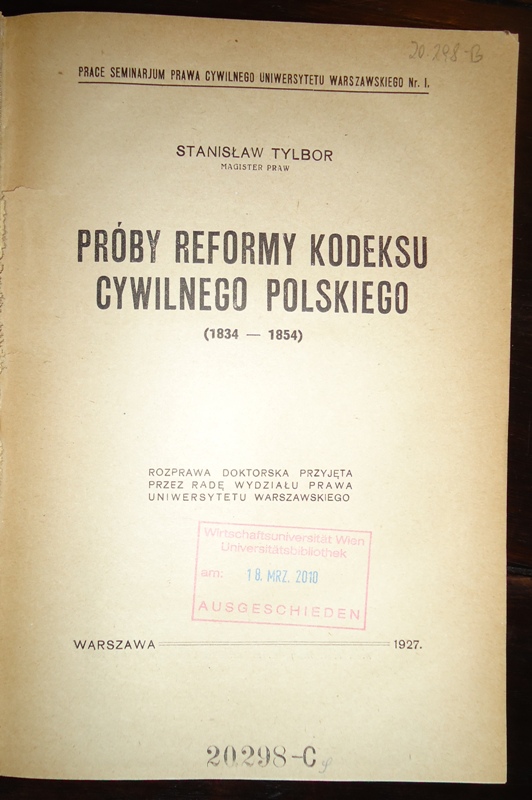 20.298-B
PRACE SEMINARJUM PRAWA CYWILNEGO UNIWERSYTETU WARSZAWSKIEGO Nr. I.
STANISŁAW TYLBOR
MAGISTER PRAW
PRÓBY REFORMY KODEKSU
CYWILNEGO POLSKIEGO
(1834 — 1854)
ROZPRAWA DOKTORSKA PRZYJĘTA
PRZEZ RADĘ WYDZIAŁU PRAWA
UNIWERSYTETU WARSZAWSKIEGO
Wirtschaftsuniversität Wien
Universitätsbibliothek
am: 18. MRZ. 2010
AUSGESCHIEDEN
WARSZAWA 1927.
20298-C